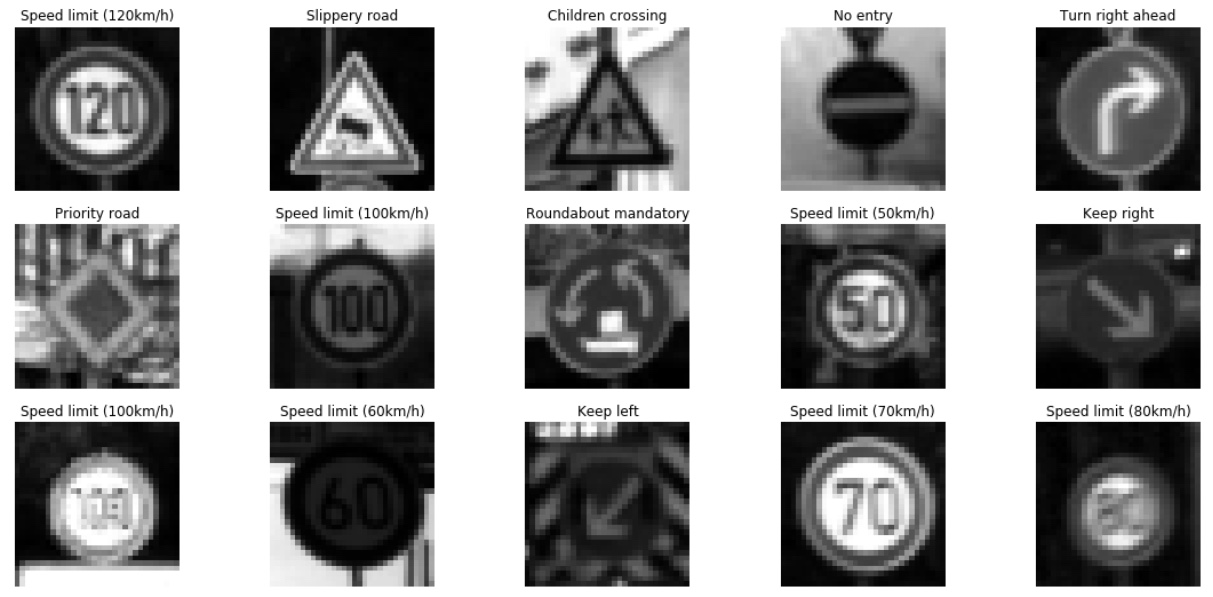 Speed limit (120km/h)
Slippery road
Children crossing
No entry
Turn right ahead
120
Priority road
Speed limit (100km/h)
Roundabout mandatory
Speed limit (50km/h)
Keep right
100
50
Speed limit (100km/h)
Speed limit (60km/h)
Keep left
Speed limit (70km/h)
Speed limit (80km/h)
60
70